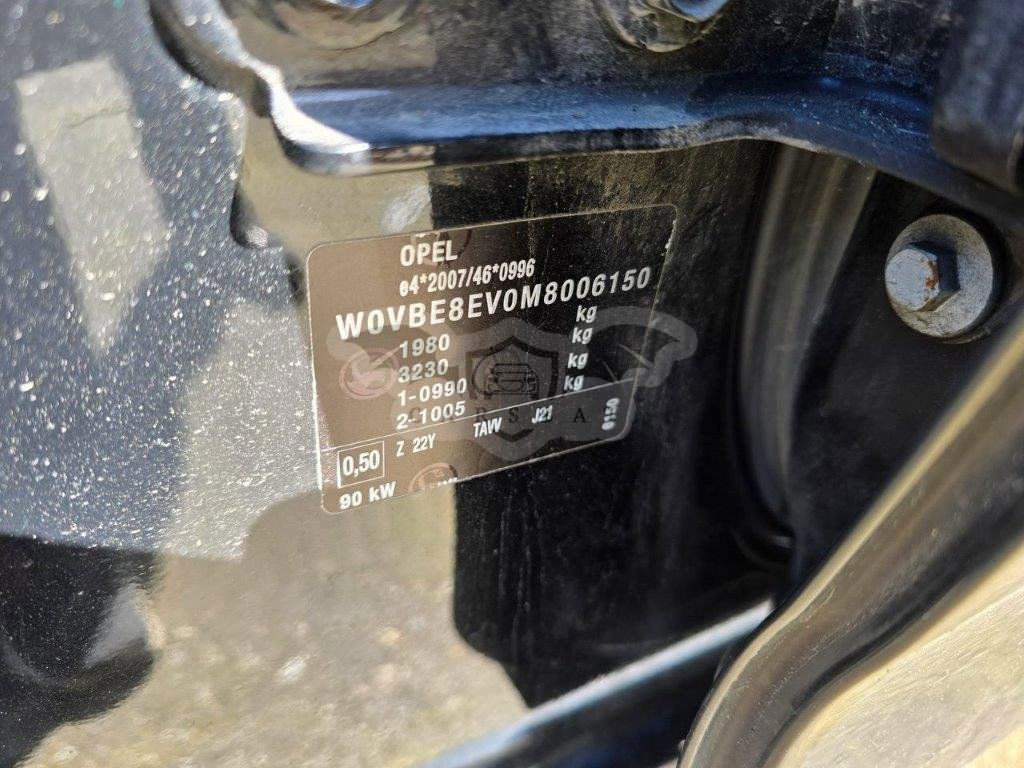 OPEL
e4*2007/46*0996
W0VBE8EV0M8006150
1980 kg
3230 kg
1-0990 kg
2-1005 kg
0,50 Z 22Y TAW J21 6150
90 kW